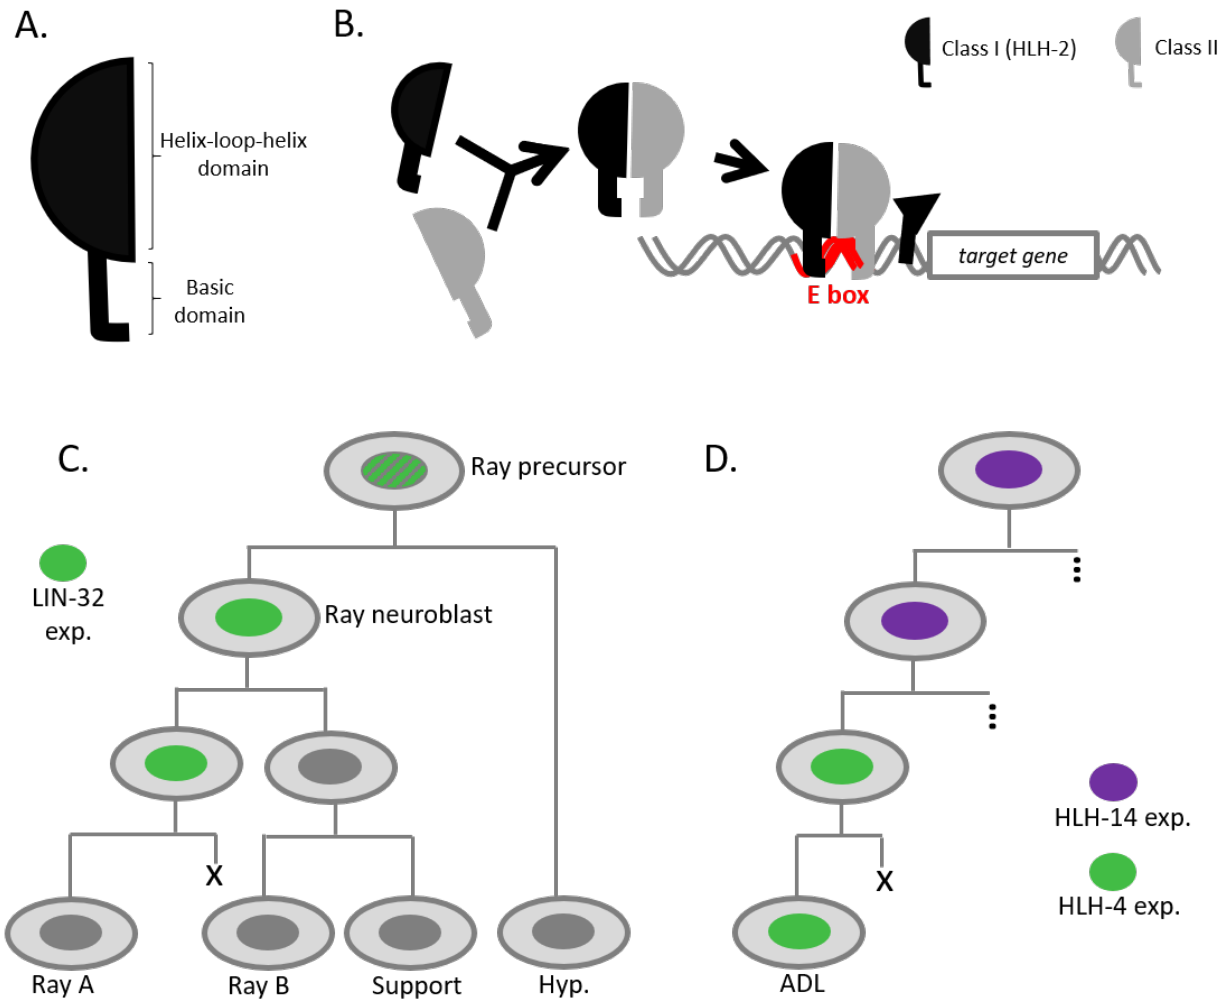 A.
B.
Class I (HLH-2)
Class II
Helix-loop-helix
domain
Basic
domain
target gene
E box
C.
D.
Ray precursor
LIN-32
exp.
Ray neuroblast
X
X
HLH-14 exp.
HLH-4 exp.
Ray A
Ray B
Support
Hyp.
ADL